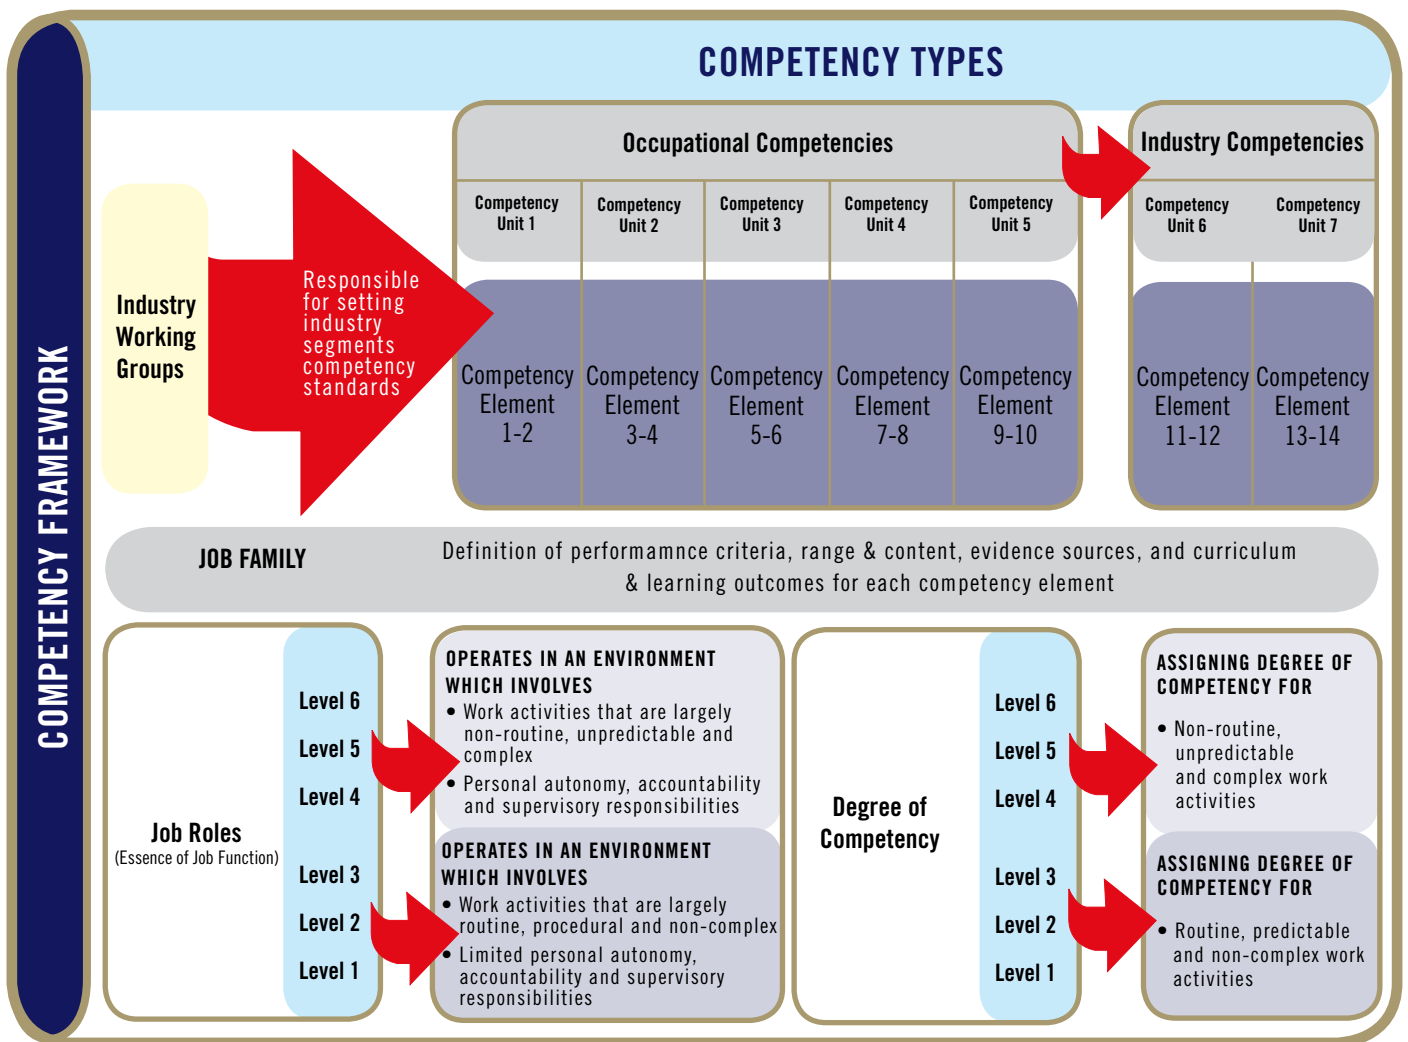 COMPETENCY FRAMEWORK
COMPETENCY TYPES
Industry
Working
Groups
Responsible
for setting
industry
segments
competency
standards
Occupational Competencies
Competency
Unit 1
Competency
Unit 2
Competency
Unit 3
Competency
Unit 4
Competency
Unit 5
Competency
Element
1-2
Competency
Element
3-4
Competency
Element
5-6
Competency
Element
7-8
Competency
Element
9-10
Industry Competencies
Competency
Unit 6
Competency
Unit 7
Competency
Element
11-12
Competency
Element
13-14
JOB FAMILY
Definition of performamnce criteria, range & content, evidence sources, and curriculum
& learning outcomes for each competency element
Job Roles
(Essence of Job Function)
Level 6
Level 5
Level 4
Level 3
Level 2
Level 1
OPERATES IN AN ENVIRONMENT
WHICH INVOLVES
• Work activities that are largely
non-routine, unpredictable and
complex
• Personal autonomy, accountability
and supervisory responsibilities
OPERATES IN AN ENVIRONMENT
WHICH INVOLVES
• Work activities that are largely
routine, procedural and non-complex
• Limited personal autonomy,
accountability and supervisory
responsibilities
Degree of
Competency
Level 6
Level 5
Level 4
Level 3
Level 2
Level 1
ASSIGNING DEGREE OF
COMPETENCY FOR
• Non-routine,
unpredictable
and complex work
activities
ASSIGNING DEGREE OF
COMPETENCY FOR
• Routine, predictable
and non-complex work
activities